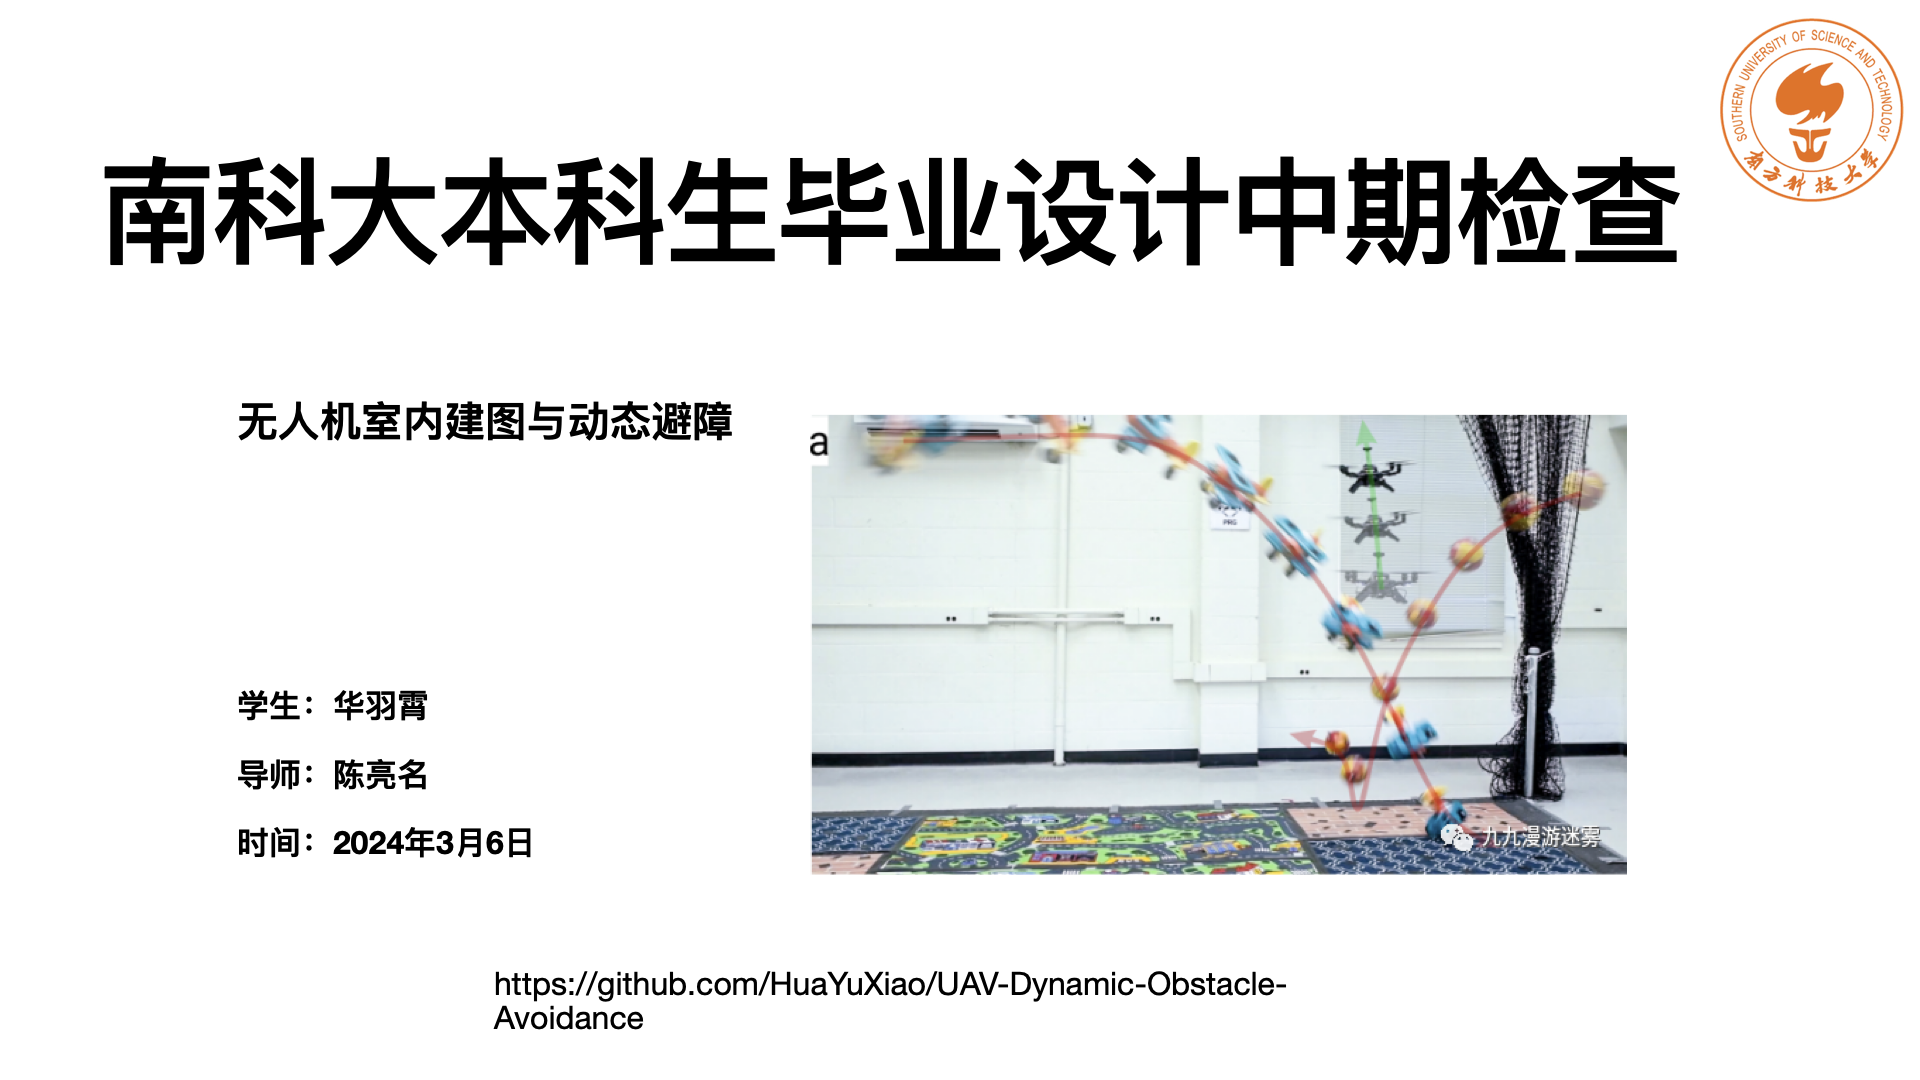 SOUTHERN UNIVERSITY OF SCIENCE AND TECHNOLOGY
南方科技大学
南科大本科生毕业设计中期检查
无人机室内建图与动态避障
a
PRG
九九漫游迷雾
学生：华羽霄
导师：陈亮名
时间：2024年3月6日
https://github.com/HuaYuXiao/UAV-Dynamic-Obstacle-
Avoidance